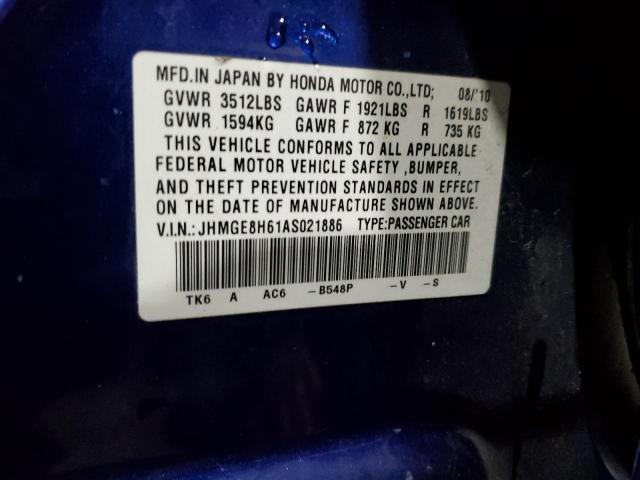 MFD.IN JAPAN BY HONDA MOTOR CO.,LTD; 08/'10
GVWR 3512LBS GAWR F 1921LBS R 1619LBS
GVWR 1594KG GAWR F 872 KG R 735 KG
THIS VEHICLE CONFORMS TO ALL APPLICABLE
FEDERAL MOTOR VEHICLE SAFETY ,BUMPER,
AND THEFT PREVENTION STANDARDS IN EFFECT
ON THE DATE OF MANUFACTURE SHOWN ABOVE.
V.I.N.:JHMGE8H61AS021886 TYPE:PASSENGER CAR
TK6 A AC6 -B548P -V -S